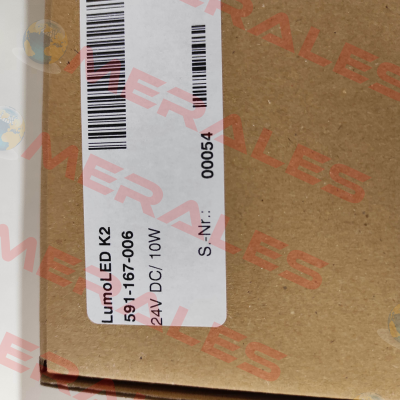 LumoLED K2
591-167-006
24V DC/ 10W
S.-Nr.: 00054
MERALES